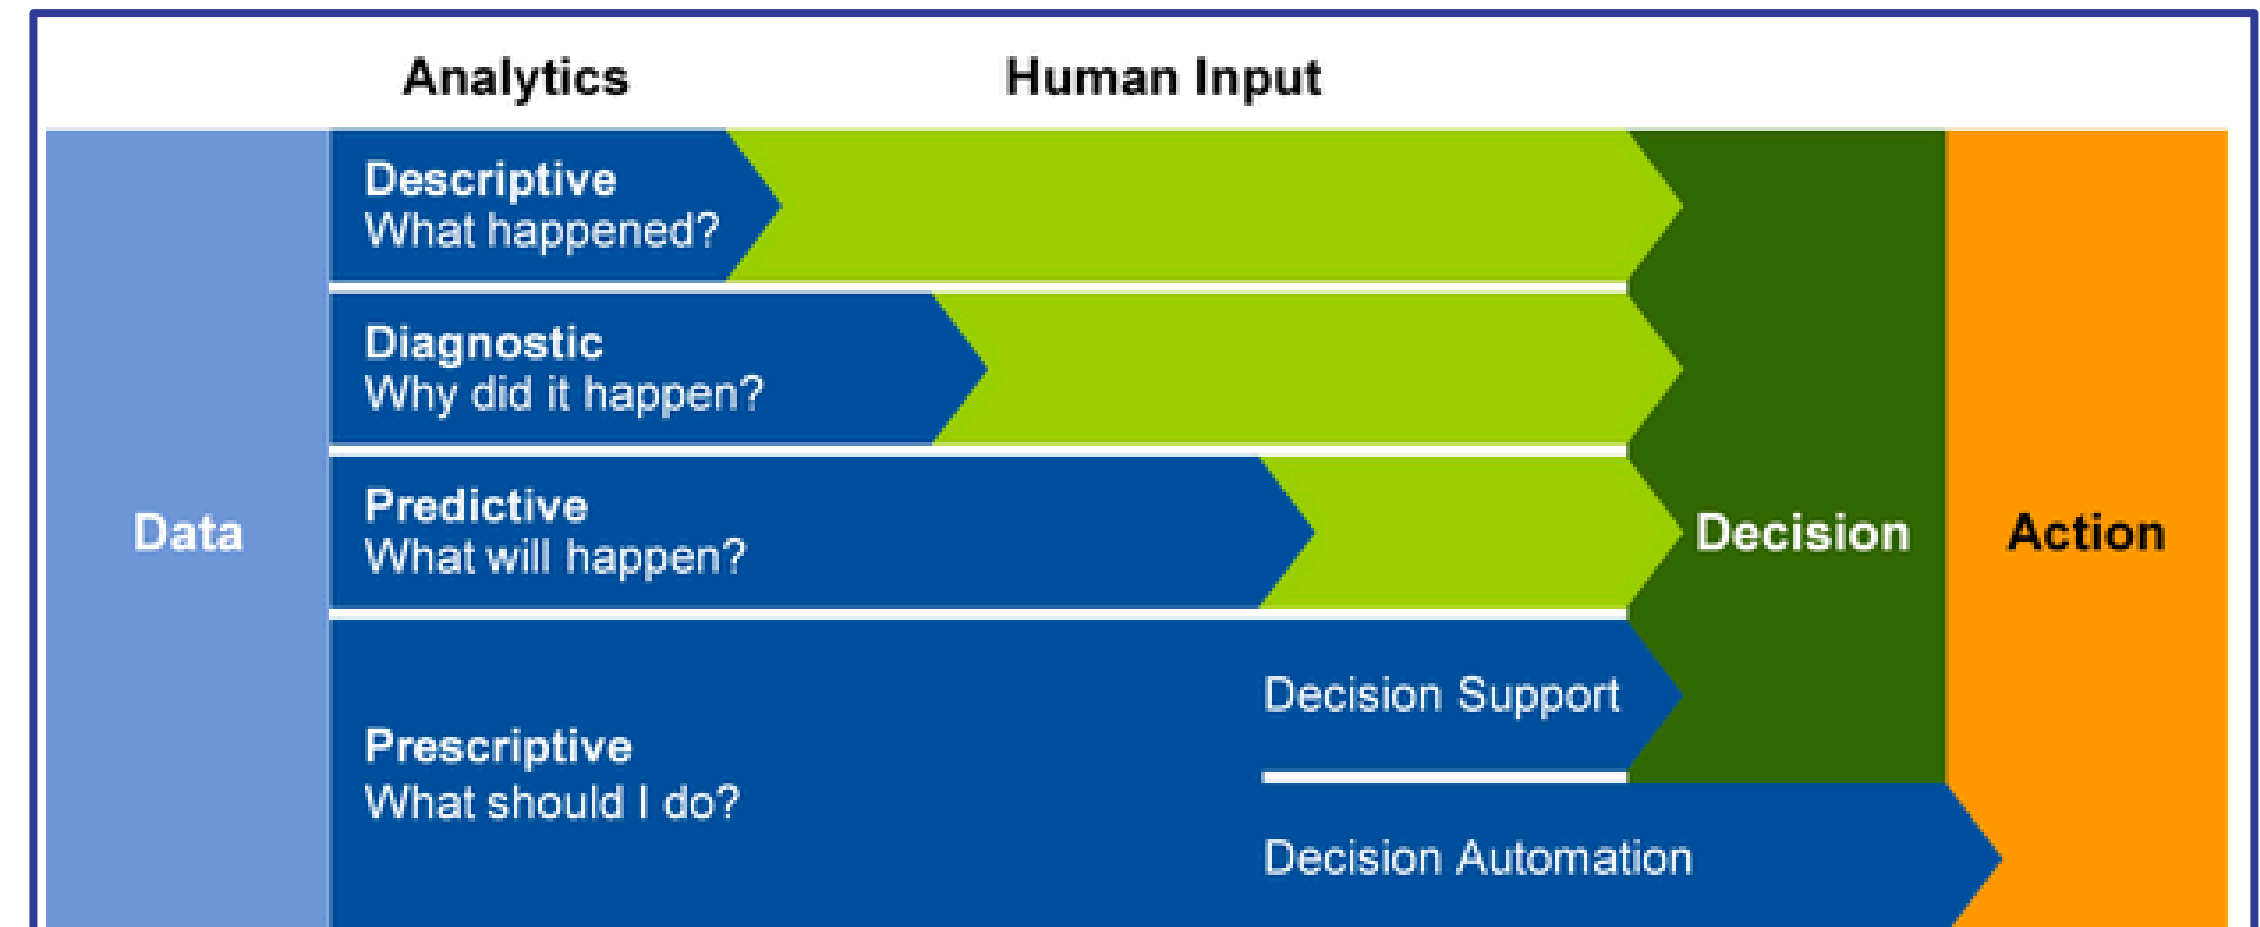 Analytics
Human Input
Descriptive
What happened?
Diagnostic
Why did it happen?
Predictive
What will happen?
Data
Decision
Action
Decision Support
Prescriptive
What should I do?
Decision Automation